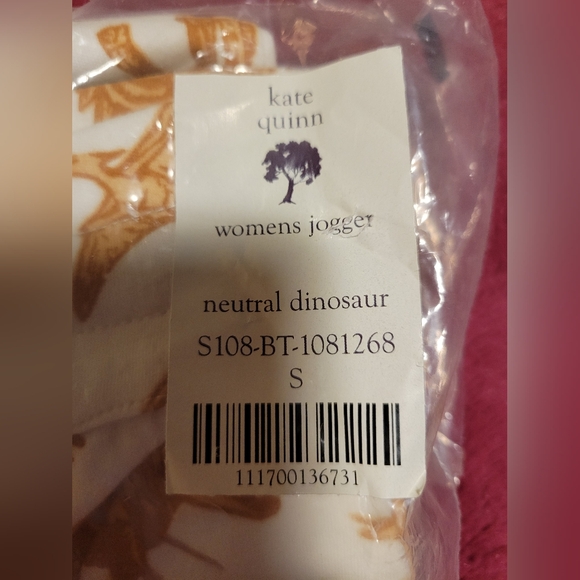 kate
quinn
womens jogger
neutral dinosaur
S108-BT-1081268
S
111700136731